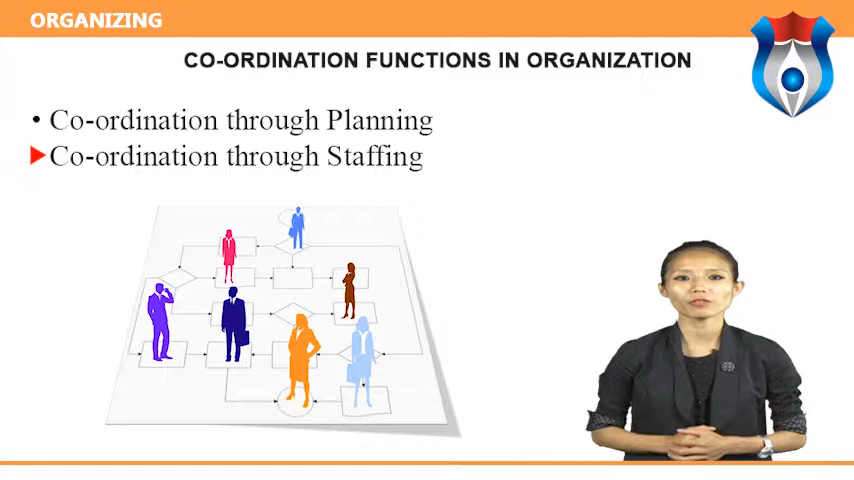 ORGANIZING
CO-ORDINATION FUNCTIONS IN ORGANIZATION
• Co-ordination through Planning
Co-ordination through Staffing